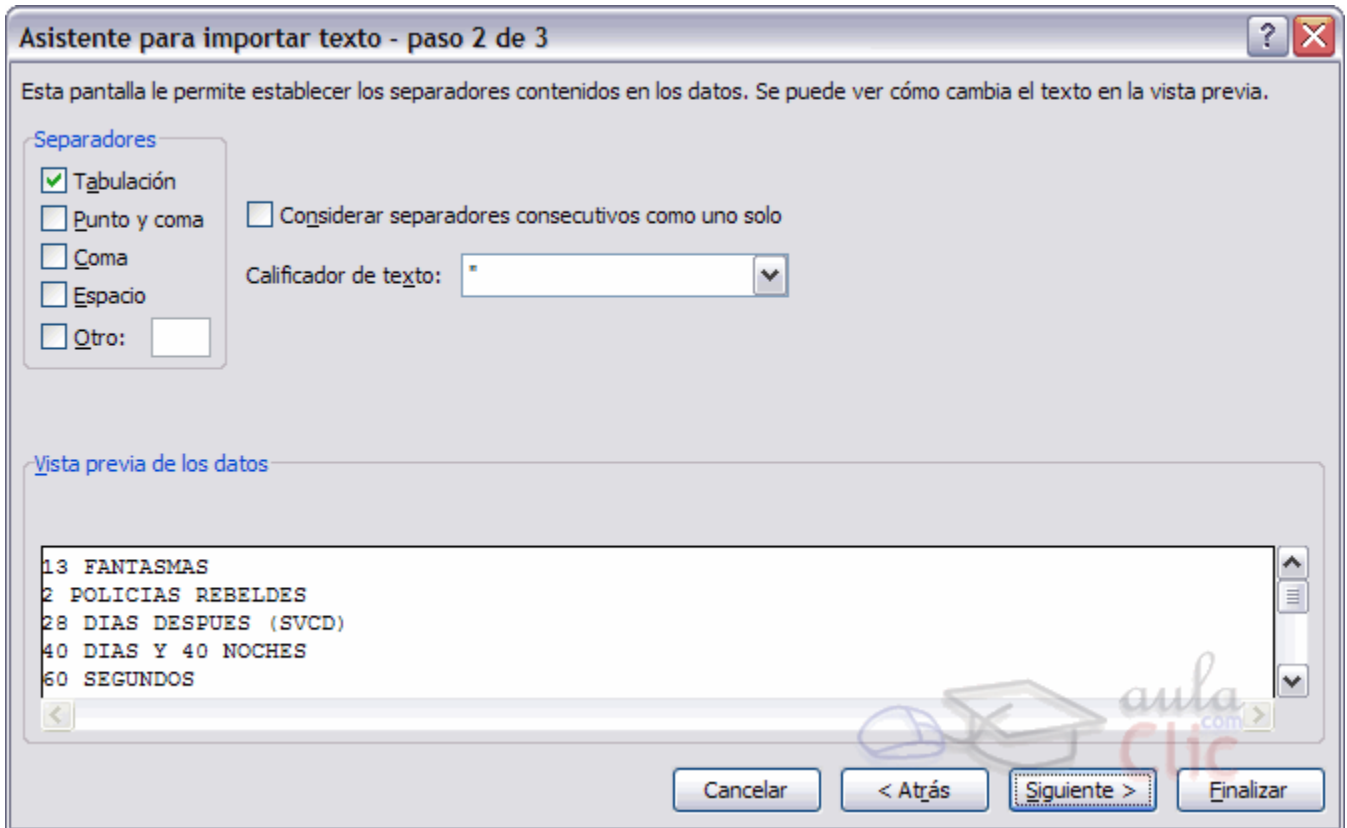 Asistente para importar texto - paso 2 de 3
Esta pantalla le permite establecer los separadores contenidos en los datos. Se puede ver cómo cambia el texto en la vista previa.
Separadores
Tabulación
Punto y coma
Considerar separadores consecutivos como uno solo
Coma
Calificador de texto: "
Espacio
Otro:
Vista previa de los datos
13 FANTASMAS
2 POLICIAS REBELDES
28 DIAS DESPUES (SVCD)
40 DIAS Y 40 NOCHES
60 SEGUNDOS
aula
.com
Clic
Cancelar < Atrás Siguiente > Finalizar